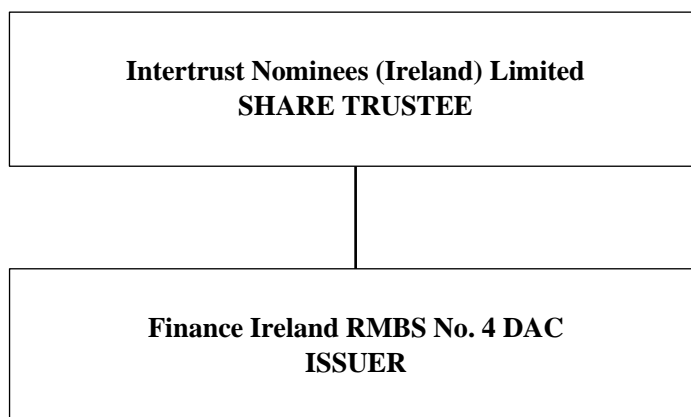 Intertrust Nominees (Ireland) Limited
SHARE TRUSTEE
Finance Ireland RMBS No. 4 DAC
ISSUER